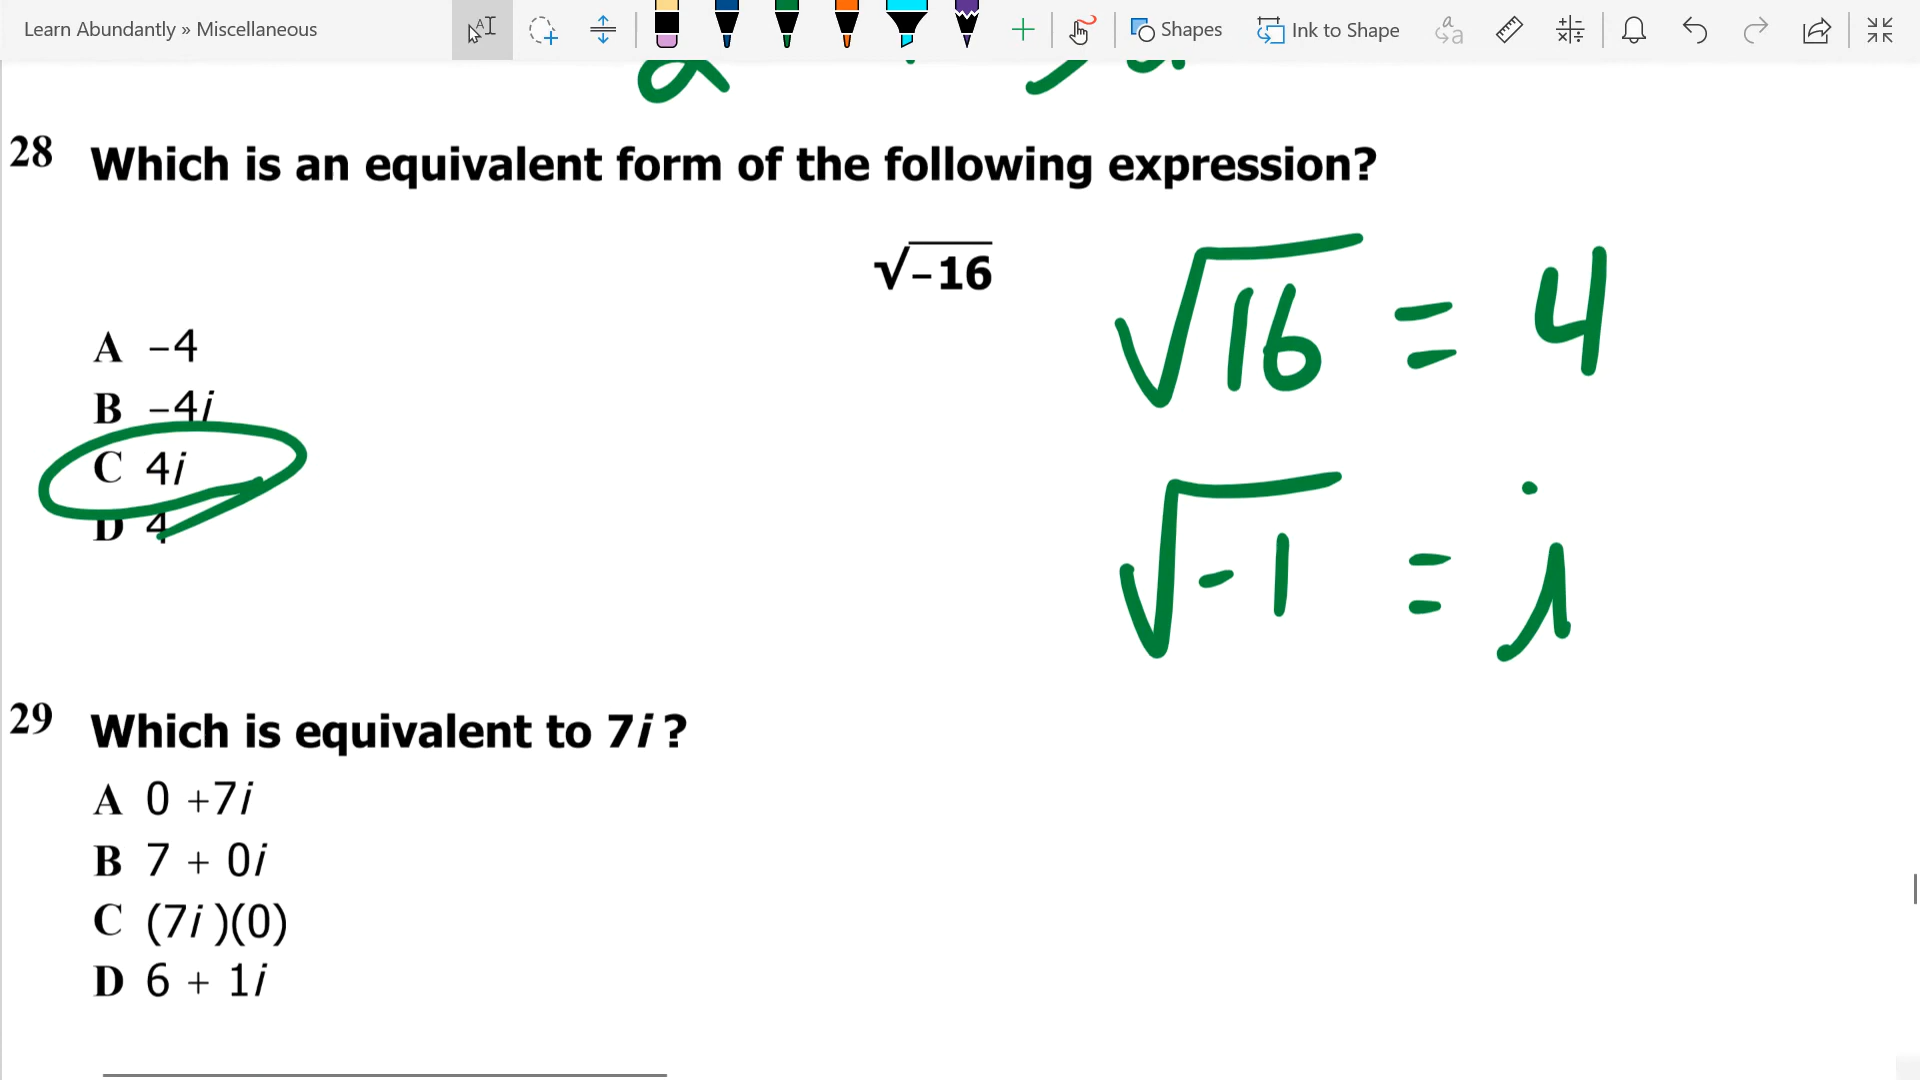 Learn Abundantly » Miscellaneous
Shapes
Ink to Shape
28 Which is an equivalent form of the following expression?
√-16
A -4
B -4i
C 4i
D 4
√16 = 4
√-1 = i
29 Which is equivalent to 7i?
A 0 +7i
B 7 + 0i
C (7i)(0)
D 6 + 1i